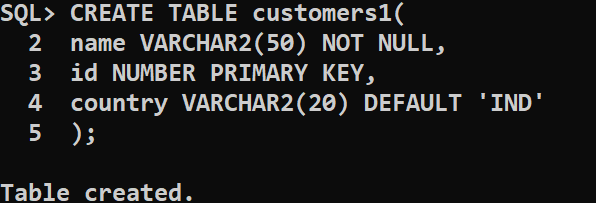 SQL> CREATE TABLE customers1(
  2  name VARCHAR2(50) NOT NULL,
  3  id NUMBER PRIMARY KEY,
  4  country VARCHAR2(20) DEFAULT 'IND'
  5  );
Table created.